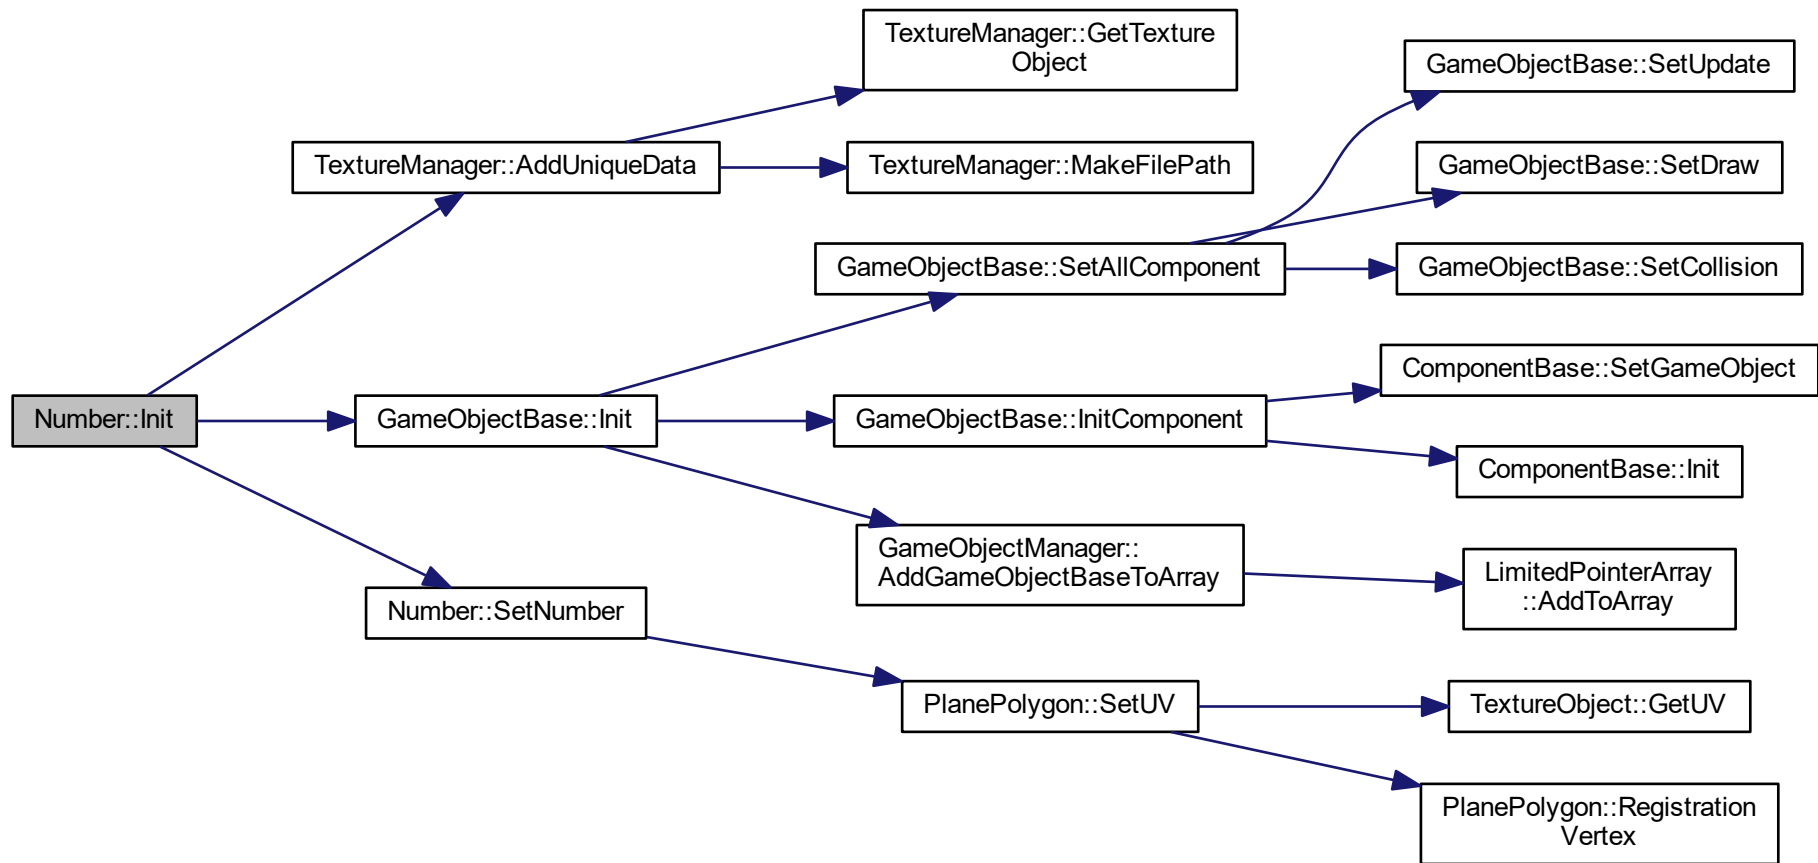 TextureManager::GetTexture
Object
GameObjectBase::SetUpdate
TextureManager::AddUniqueData
TextureManager::MakeFilePath
GameObjectBase::SetDraw
GameObjectBase::SetAllComponent
GameObjectBase::SetCollision
ComponentBase::SetGameObject
Number::Init
GameObjectBase::Init
GameObjectBase::InitComponent
ComponentBase::Init
GameObjectManager::
AddGameObjectBaseToArray
LimitedPointerArray
::AddToArray
Number::SetNumber
PlanePolygon::SetUV
TextureObject::GetUV
PlanePolygon::Registration
Vertex